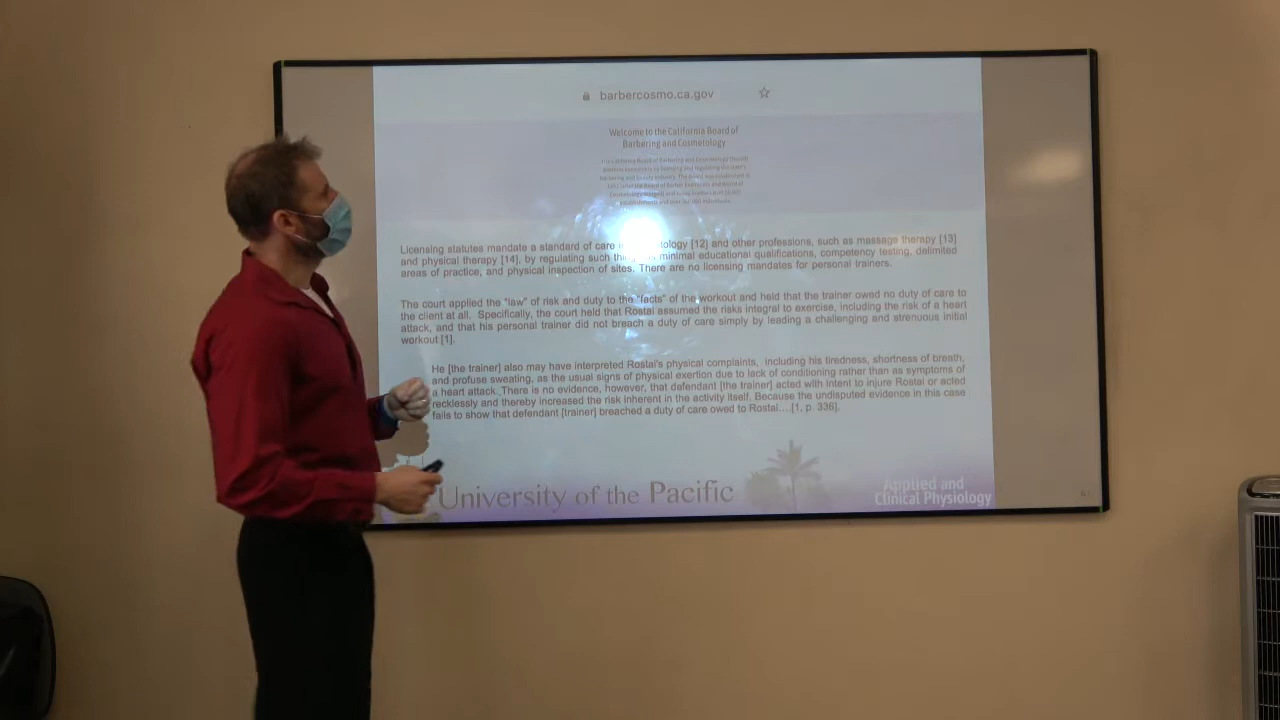 barbercosmo.ca.gov
Welcome to the California Board of
Barbering and Cosmetology
Licensing statutes mandate a standard of care tology [12] and other professions, such as massage therapy [13]
and physical therapy [14], by regulating such minimal educational qualifications, competency testing, delimited
areas of practice, and physical inspection of sites. There are no licensing mandates for personal trainers.
The court applied the "law" of risk and duty to the "facts" of the workout and held that the trainer owed no duty of care to
the client at all. Specifically, the court held that Rostai assumed the risks integral to exercise, including the risk of a heart
attack, and that his personal trainer did not breach a duty of care simply by leading a challenging and strenuous initial
workout [1].
He [the trainer] also may have interpreted Rostai's physical complaints, including his tiredness, shortness of breath,
and profuse sweating, as the usual signs of physical exertion due to lack of conditioning rather than as symptoms of
a heart attack. There is no evidence, however, that defendant [the trainer] acted with intent to injure Rostai or acted
recklessly and thereby increased the risk inherent in the activity itself. Because the undisputed evidence in this case
fails to show that defendant [trainer] breached a duty of care owed to Rostai....[1, p. 336].
University of the Pacific
Applied and
Clinical Physiology